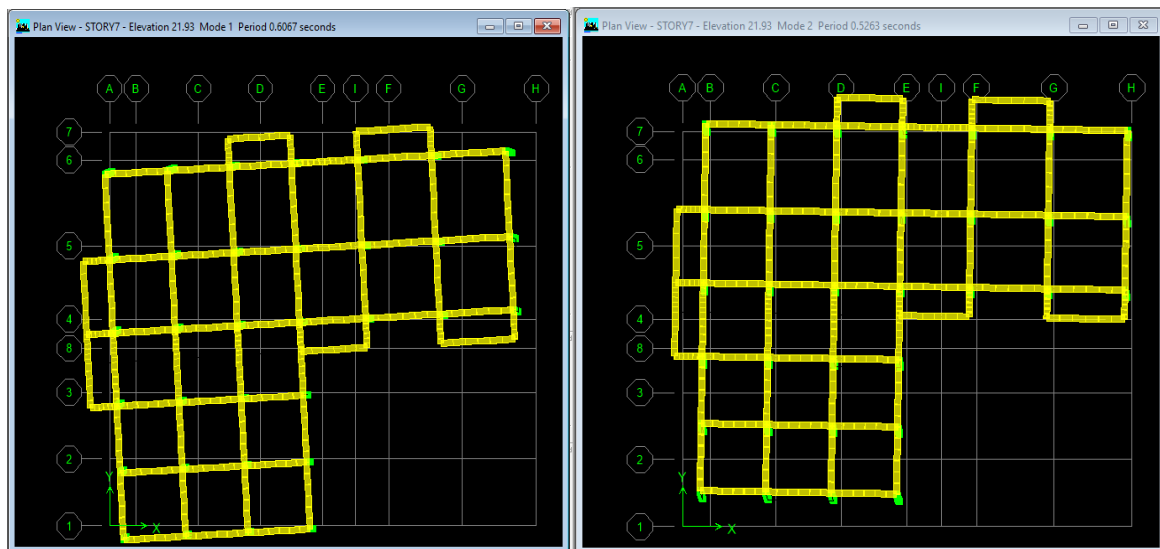 Plan View - STORY7 - Elevation 21.93 Mode 1 Period 0.6067 seconds
A B C D E I F G H
7
6
5
4
8
3
2
1
Y
X
Plan View - STORY7 - Elevation 21.93 Mode 2 Period 0.5263 seconds
A B C D E I F G H
7
6
5
4
8
3
2
1
Y
X